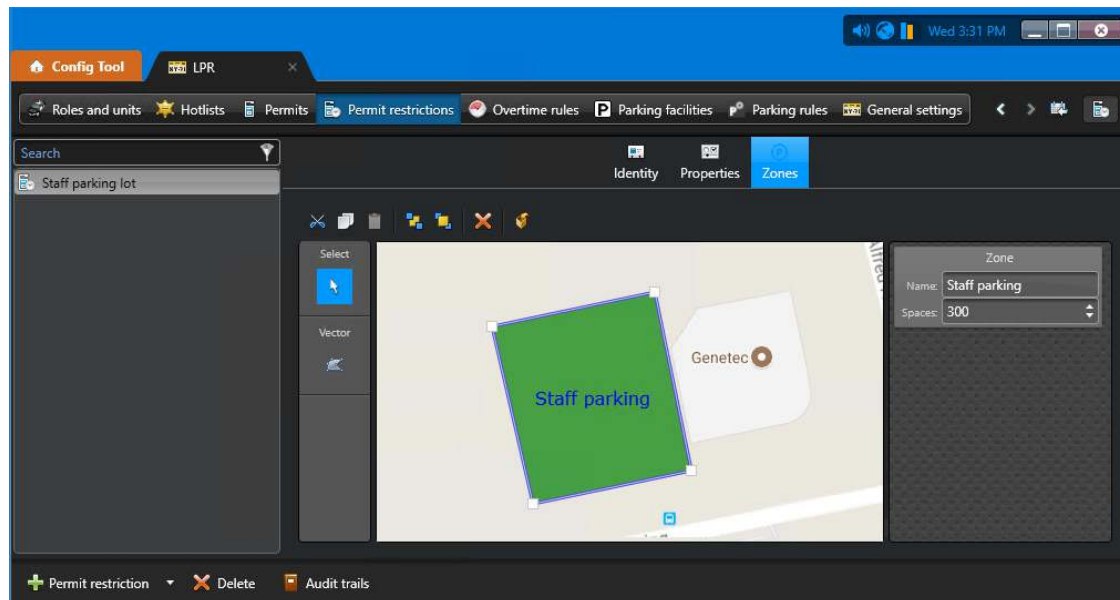 Wed 3:31 PM
Config Tool
LPR
Roles and units
Hotlists
Permits
Permit restrictions
Overtime rules
Parking facilities
Parking rules
General settings
Search
Staff parking lot
Identity
Properties
Zones
Select
Vector
Staff parking
Genetec
Zone
Name: Staff parking
Spaces: 300
Permit restriction
Delete
Audit trails